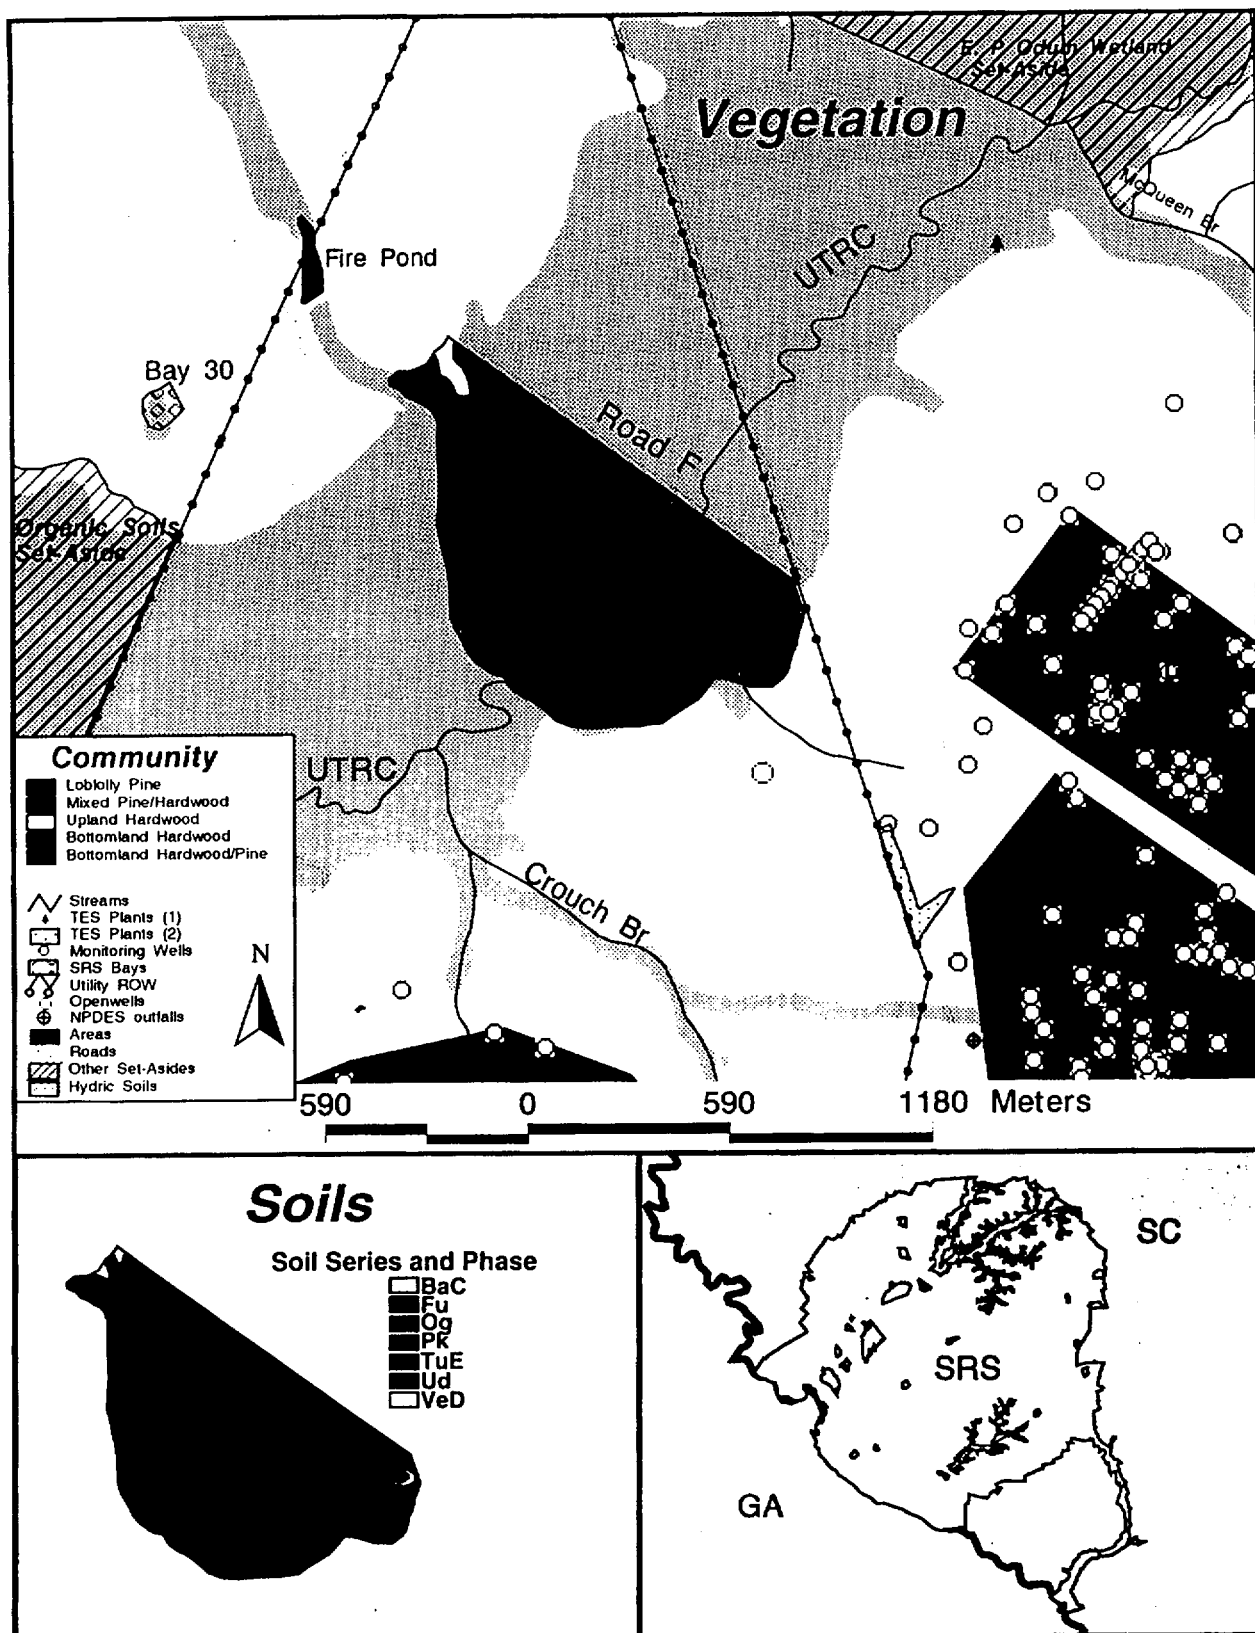 E. P. Odum Wetland
Set-Aside
Vegetation
McQueen Br
UTRC
Fire Pond
Bay 30
Road F
Organic Soils
Set-Aside
Community
Loblolly Pine
Mixed Pine/Hardwood
Upland Hardwood
Bottomland Hardwood
Bottomland Hardwood/Pine
Streams
TES Plants (1)
TES Plants (2)
Monitoring Wells
SRS Bays
Utility ROW
Openwells
NPDES outfalls
Areas
Roads
Other Set-Asides
Hydric Soils
N
UTRC
Crouch Br
590 0 590 1180 Meters
Soils
Soil Series and Phase
BaC
Fu
Og
Pk
TuE
Ud
VeD
SC
SRS
GA